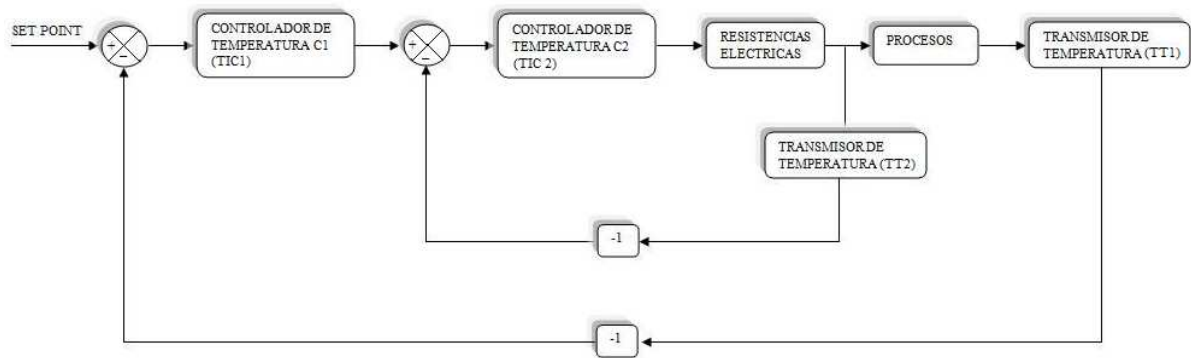 SET POINT
+
−
CONTROLADOR DE
TEMPERATURA C1
(TIC1)
+
−
CONTROLADOR DE
TEMPERATURA C2
(TIC 2)
RESISTENCIAS
ELECTRICAS
PROCESOS
TRANSMISOR DE
TEMPERATURA (TT1)
TRANSMISOR DE
TEMPERATURA (TT2)
-1
-1